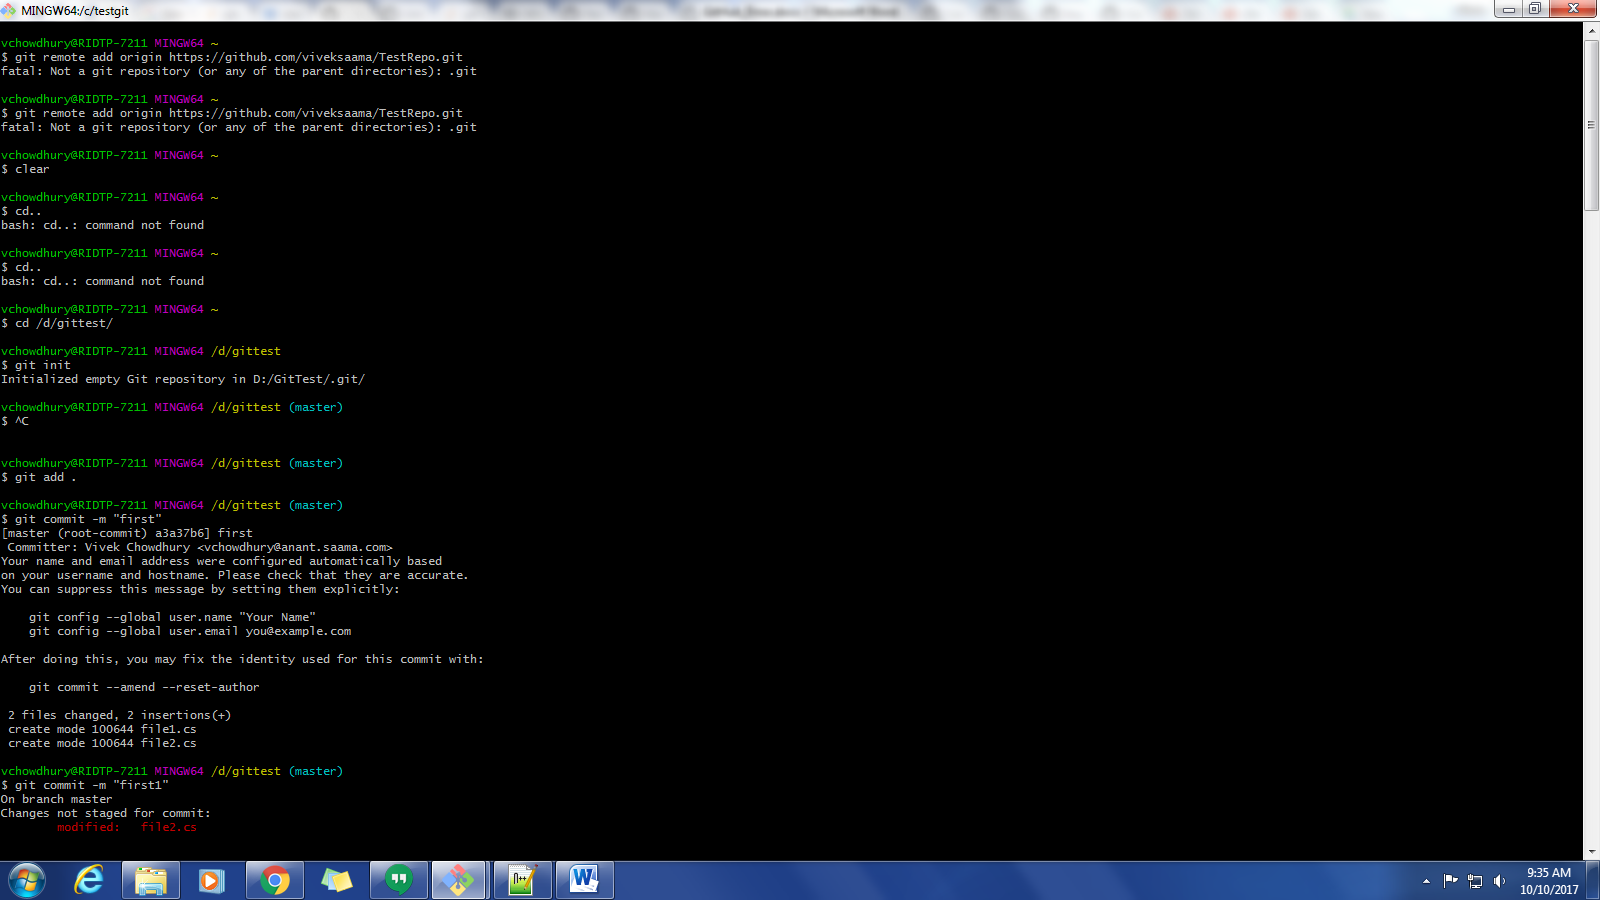 MINGW64:/c/testgit
vchowdhury@RIDTP-7211 MINGW64 ~
$ git remote add origin https://github.com/viveksaama/TestRepo.git
fatal: Not a git repository (or any of the parent directories): .git
vchowdhury@RIDTP-7211 MINGW64 ~
$ git remote add origin https://github.com/viveksaama/TestRepo.git
fatal: Not a git repository (or any of the parent directories): .git
vchowdhury@RIDTP-7211 MINGW64 ~
$ clear
vchowdhury@RIDTP-7211 MINGW64 ~
$ cd..
bash: cd..: command not found
vchowdhury@RIDTP-7211 MINGW64 ~
$ cd..
bash: cd..: command not found
vchowdhury@RIDTP-7211 MINGW64 ~
$ cd /d/gittest/
vchowdhury@RIDTP-7211 MINGW64 /d/gittest
$ git init
Initialized empty Git repository in D:/GitTest/.git/
vchowdhury@RIDTP-7211 MINGW64 /d/gittest (master)
$ ^C
vchowdhury@RIDTP-7211 MINGW64 /d/gittest (master)
$ git add .
vchowdhury@RIDTP-7211 MINGW64 /d/gittest (master)
$ git commit -m "first"
[master (root-commit) a3a37b6] first
Committer: Vivek Chowdhury <vchowdhury@anant.saama.com>
Your name and email address were configured automatically based
on your username and hostname. Please check that they are accurate.
You can suppress this message by setting them explicitly:
git config --global user.name "Your Name"
git config --global user.email you@example.com
After doing this, you may fix the identity used for this commit with:
git commit --amend --reset-author
2 files changed, 2 insertions(+)
create mode 100644 file1.cs
create mode 100644 file2.cs
vchowdhury@RIDTP-7211 MINGW64 /d/gittest (master)
$ git commit -m "first1"
On branch master
Changes not staged for commit:
modified: file2.cs
9:35 AM
10/10/2017